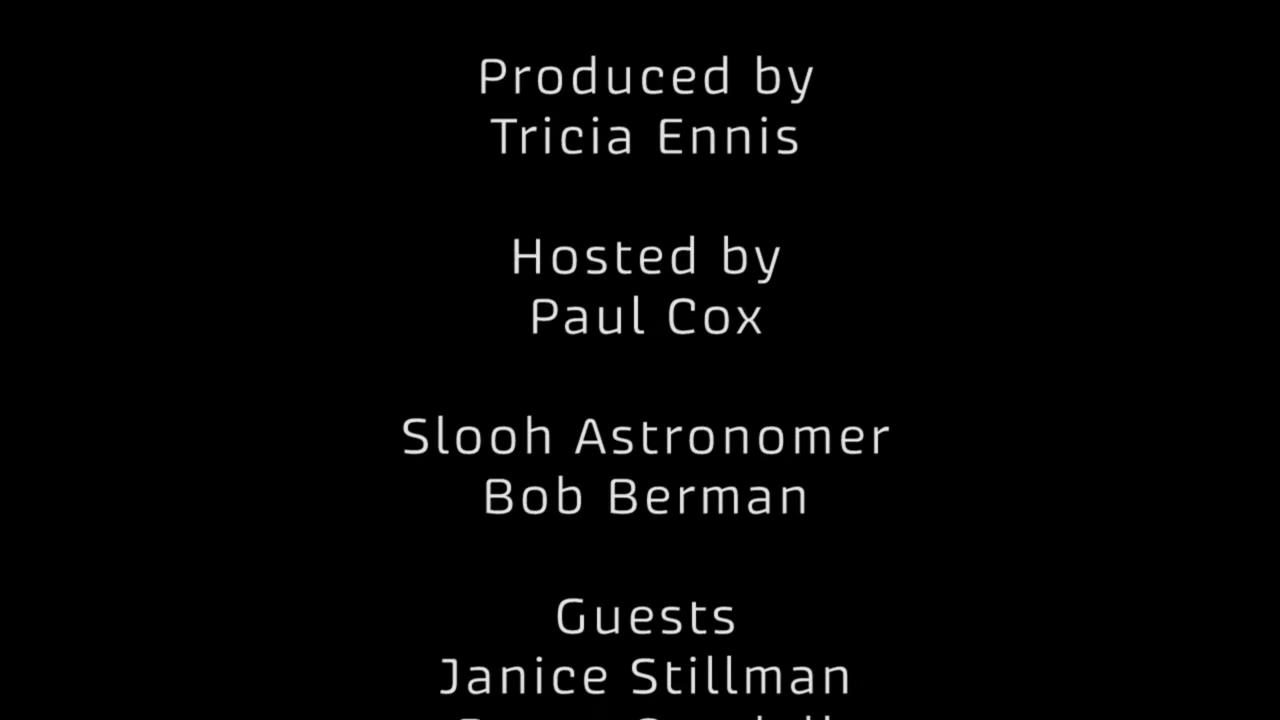 Produced by
Tricia Ennis
Hosted by
Paul Cox
Slooh Astronomer
Bob Berman
Guests
Janice Stillman